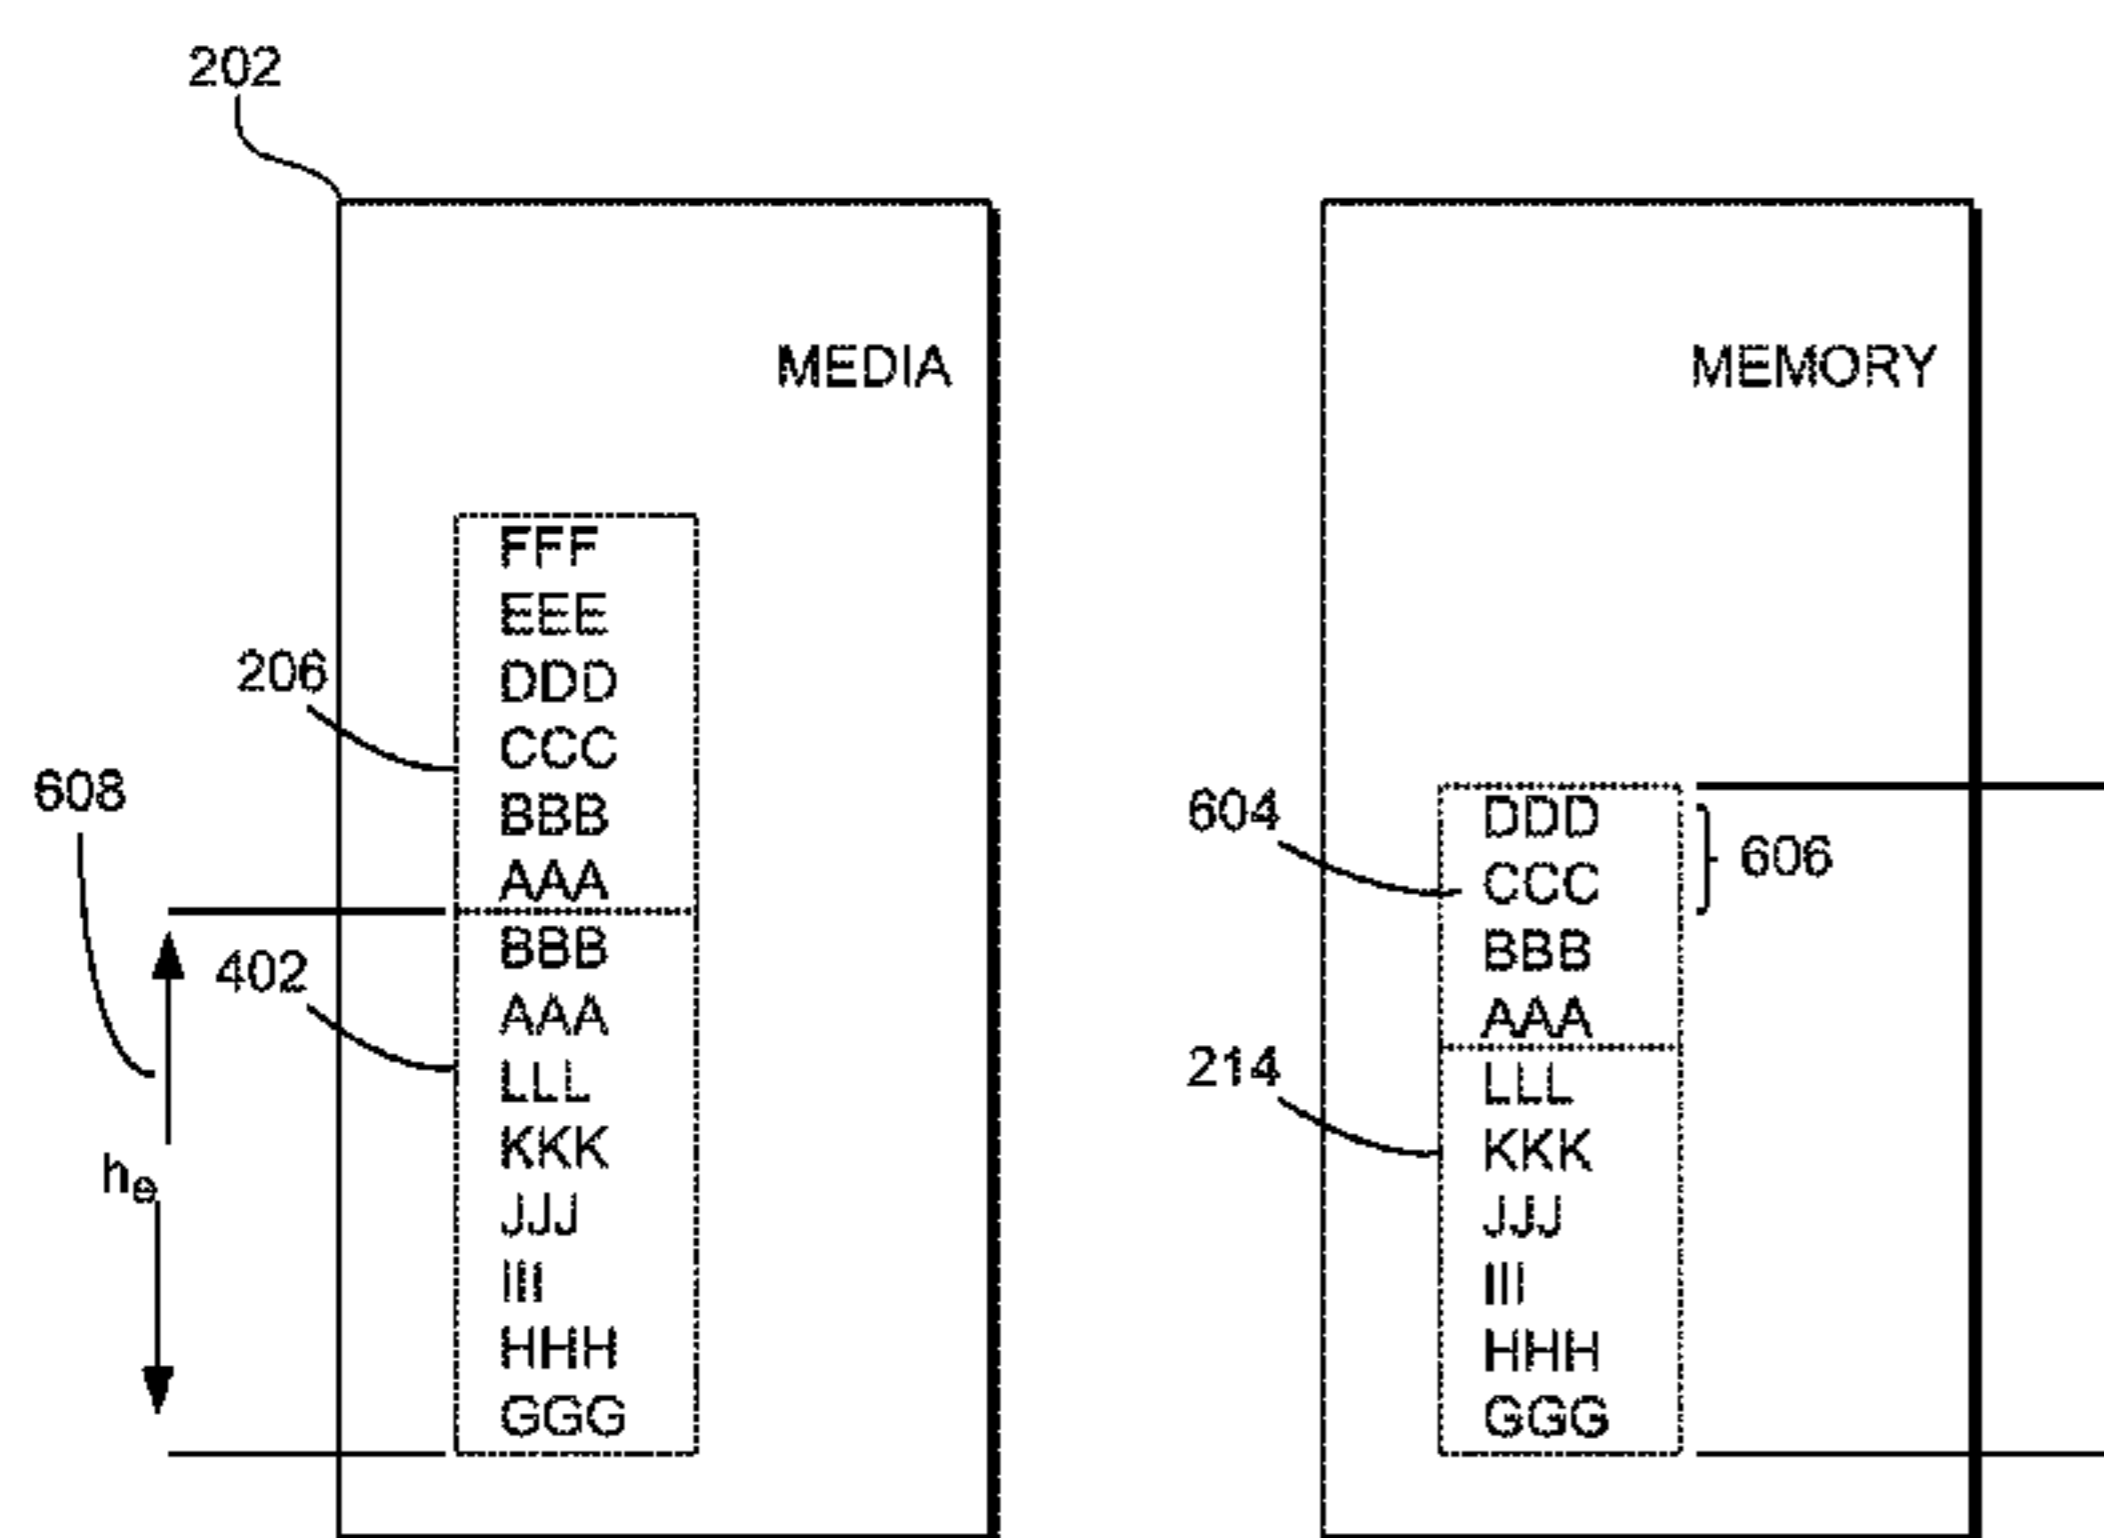 202
MEDIA
FFF
EEE
DDD
CCC
BBB
AAA
BBB
AAA
LLL
KKK
JJJ
III
HHH
GGG
206
608
402
he
MEMORY
DDD
CCC
BBB
AAA
LLL
KKK
JJJ
III
HHH
GGG
604
606
214